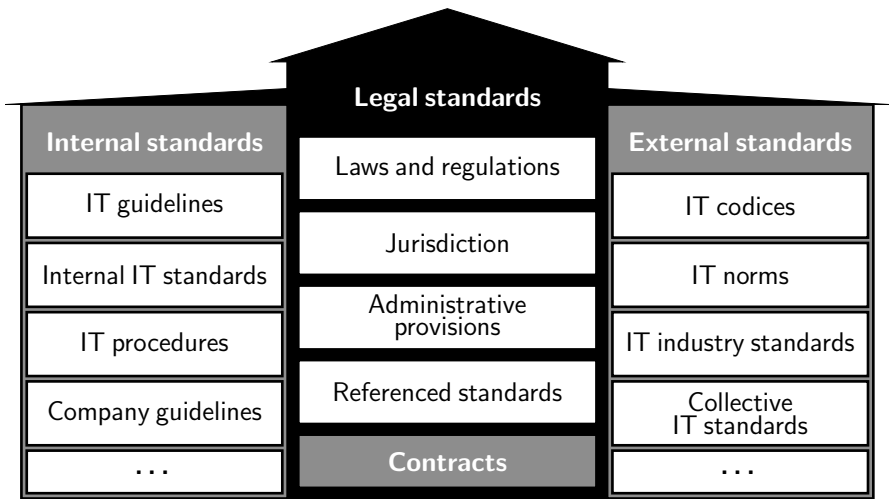 Legal standards
Laws and regulations
Jurisdiction
Administrative
provisions
Referenced standards
Contracts
Internal standards
IT guidelines
Internal IT standards
IT procedures
Company guidelines
...
External standards
IT codices
IT norms
IT industry standards
Collective
IT standards
...